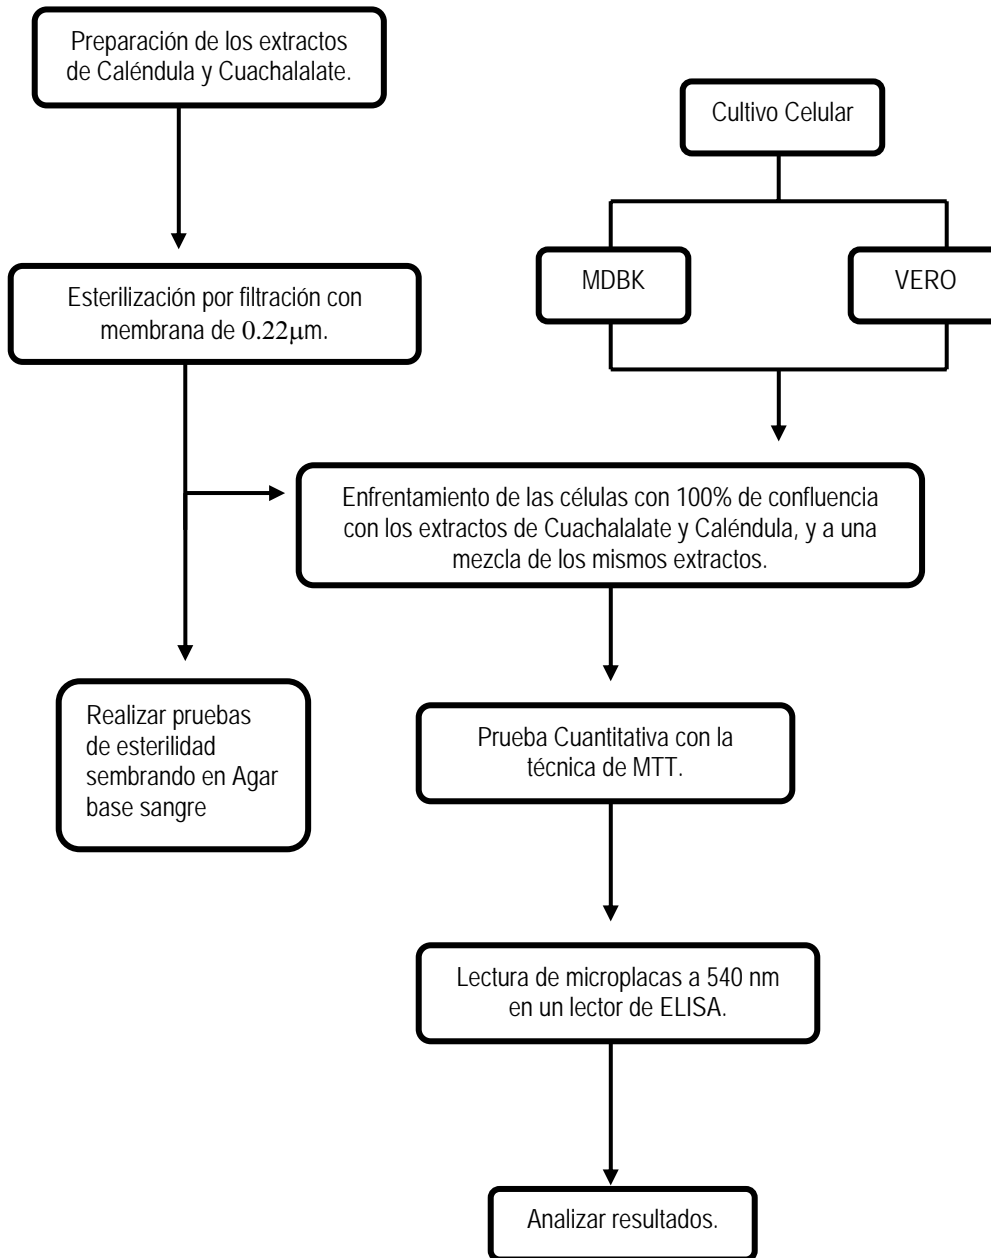 Preparación de los extractos
de Caléndula y Cuachalalate.
Cultivo Celular
MDBK
VERO
Esterilización por filtración con
membrana de 0.22µm.
Enfrentamiento de las células con 100% de confluencia
con los extractos de Cuachalalate y Caléndula, y a una
mezcla de los mismos extractos.
Realizar pruebas
de esterilidad
sembrando en Agar
base sangre
Prueba Cuantitativa con la
técnica de MTT.
Lectura de microplacas a 540 nm
en un lector de ELISA.
Analizar resultados.